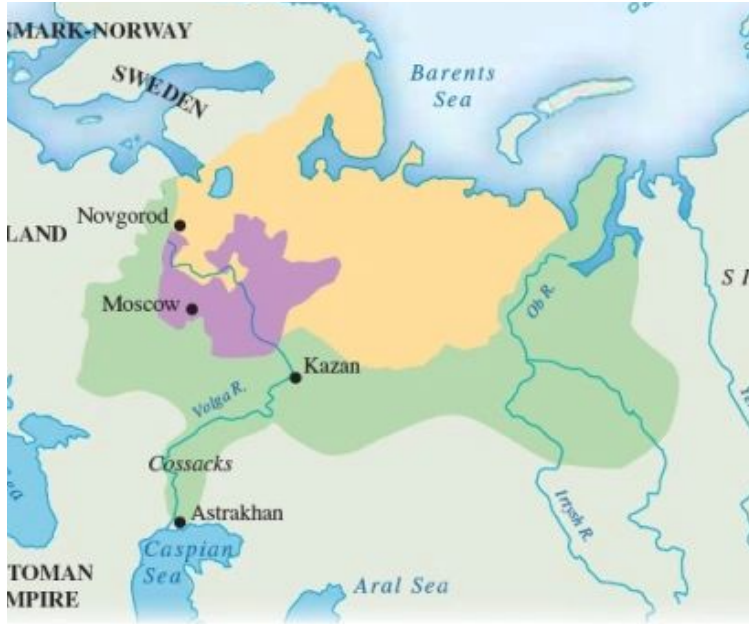 NMARK-NORWAY
SWEDEN
Barents
Sea
Novgorod
LAND
Moscow
Ob R.
S I
Kazan
Volga R.
Cossacks
Irtysh R.
Astrakhan
Caspian
Sea
TOMAN
MPIRE
Aral Sea